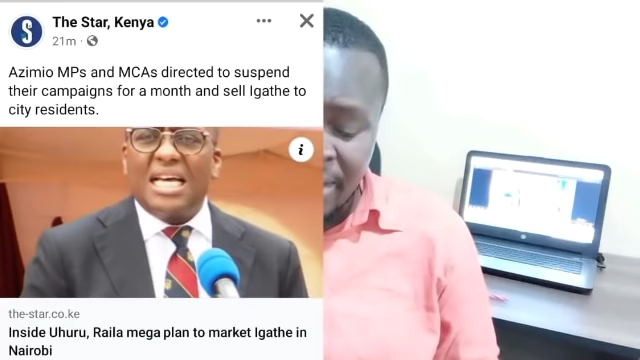 The Star, Kenya
21m
Azimio MPs and MCAs directed to suspend
their campaigns for a month and sell Igathe to
city residents.
i
the-star.co.ke
Inside Uhuru, Raila mega plan to market Igathe in
Nairobi